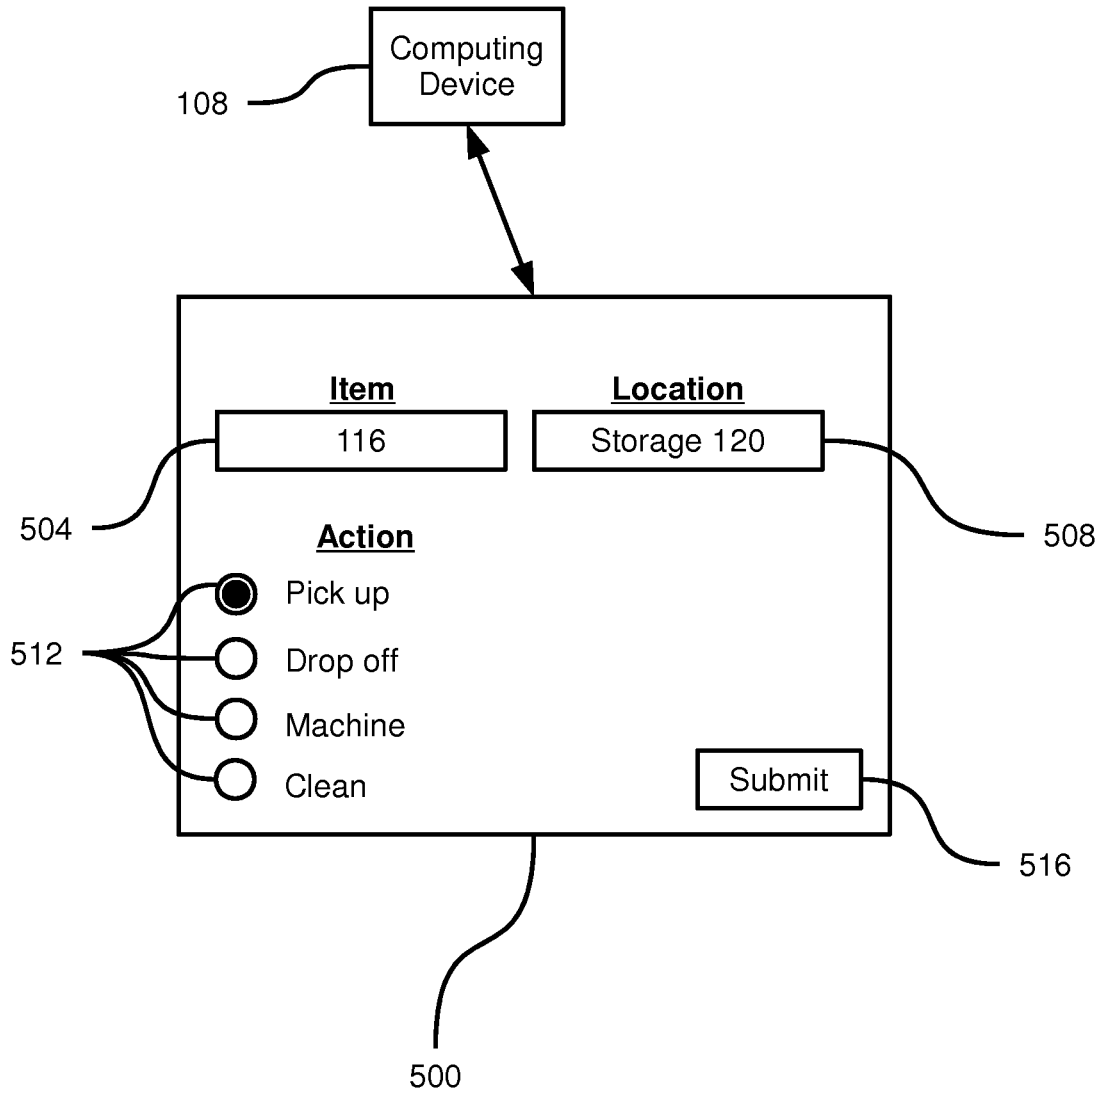 Computing
Device
108
Item
Location
116
Storage 120
504
508
Action
Pick up
512
Drop off
Machine
Clean
Submit
516
500